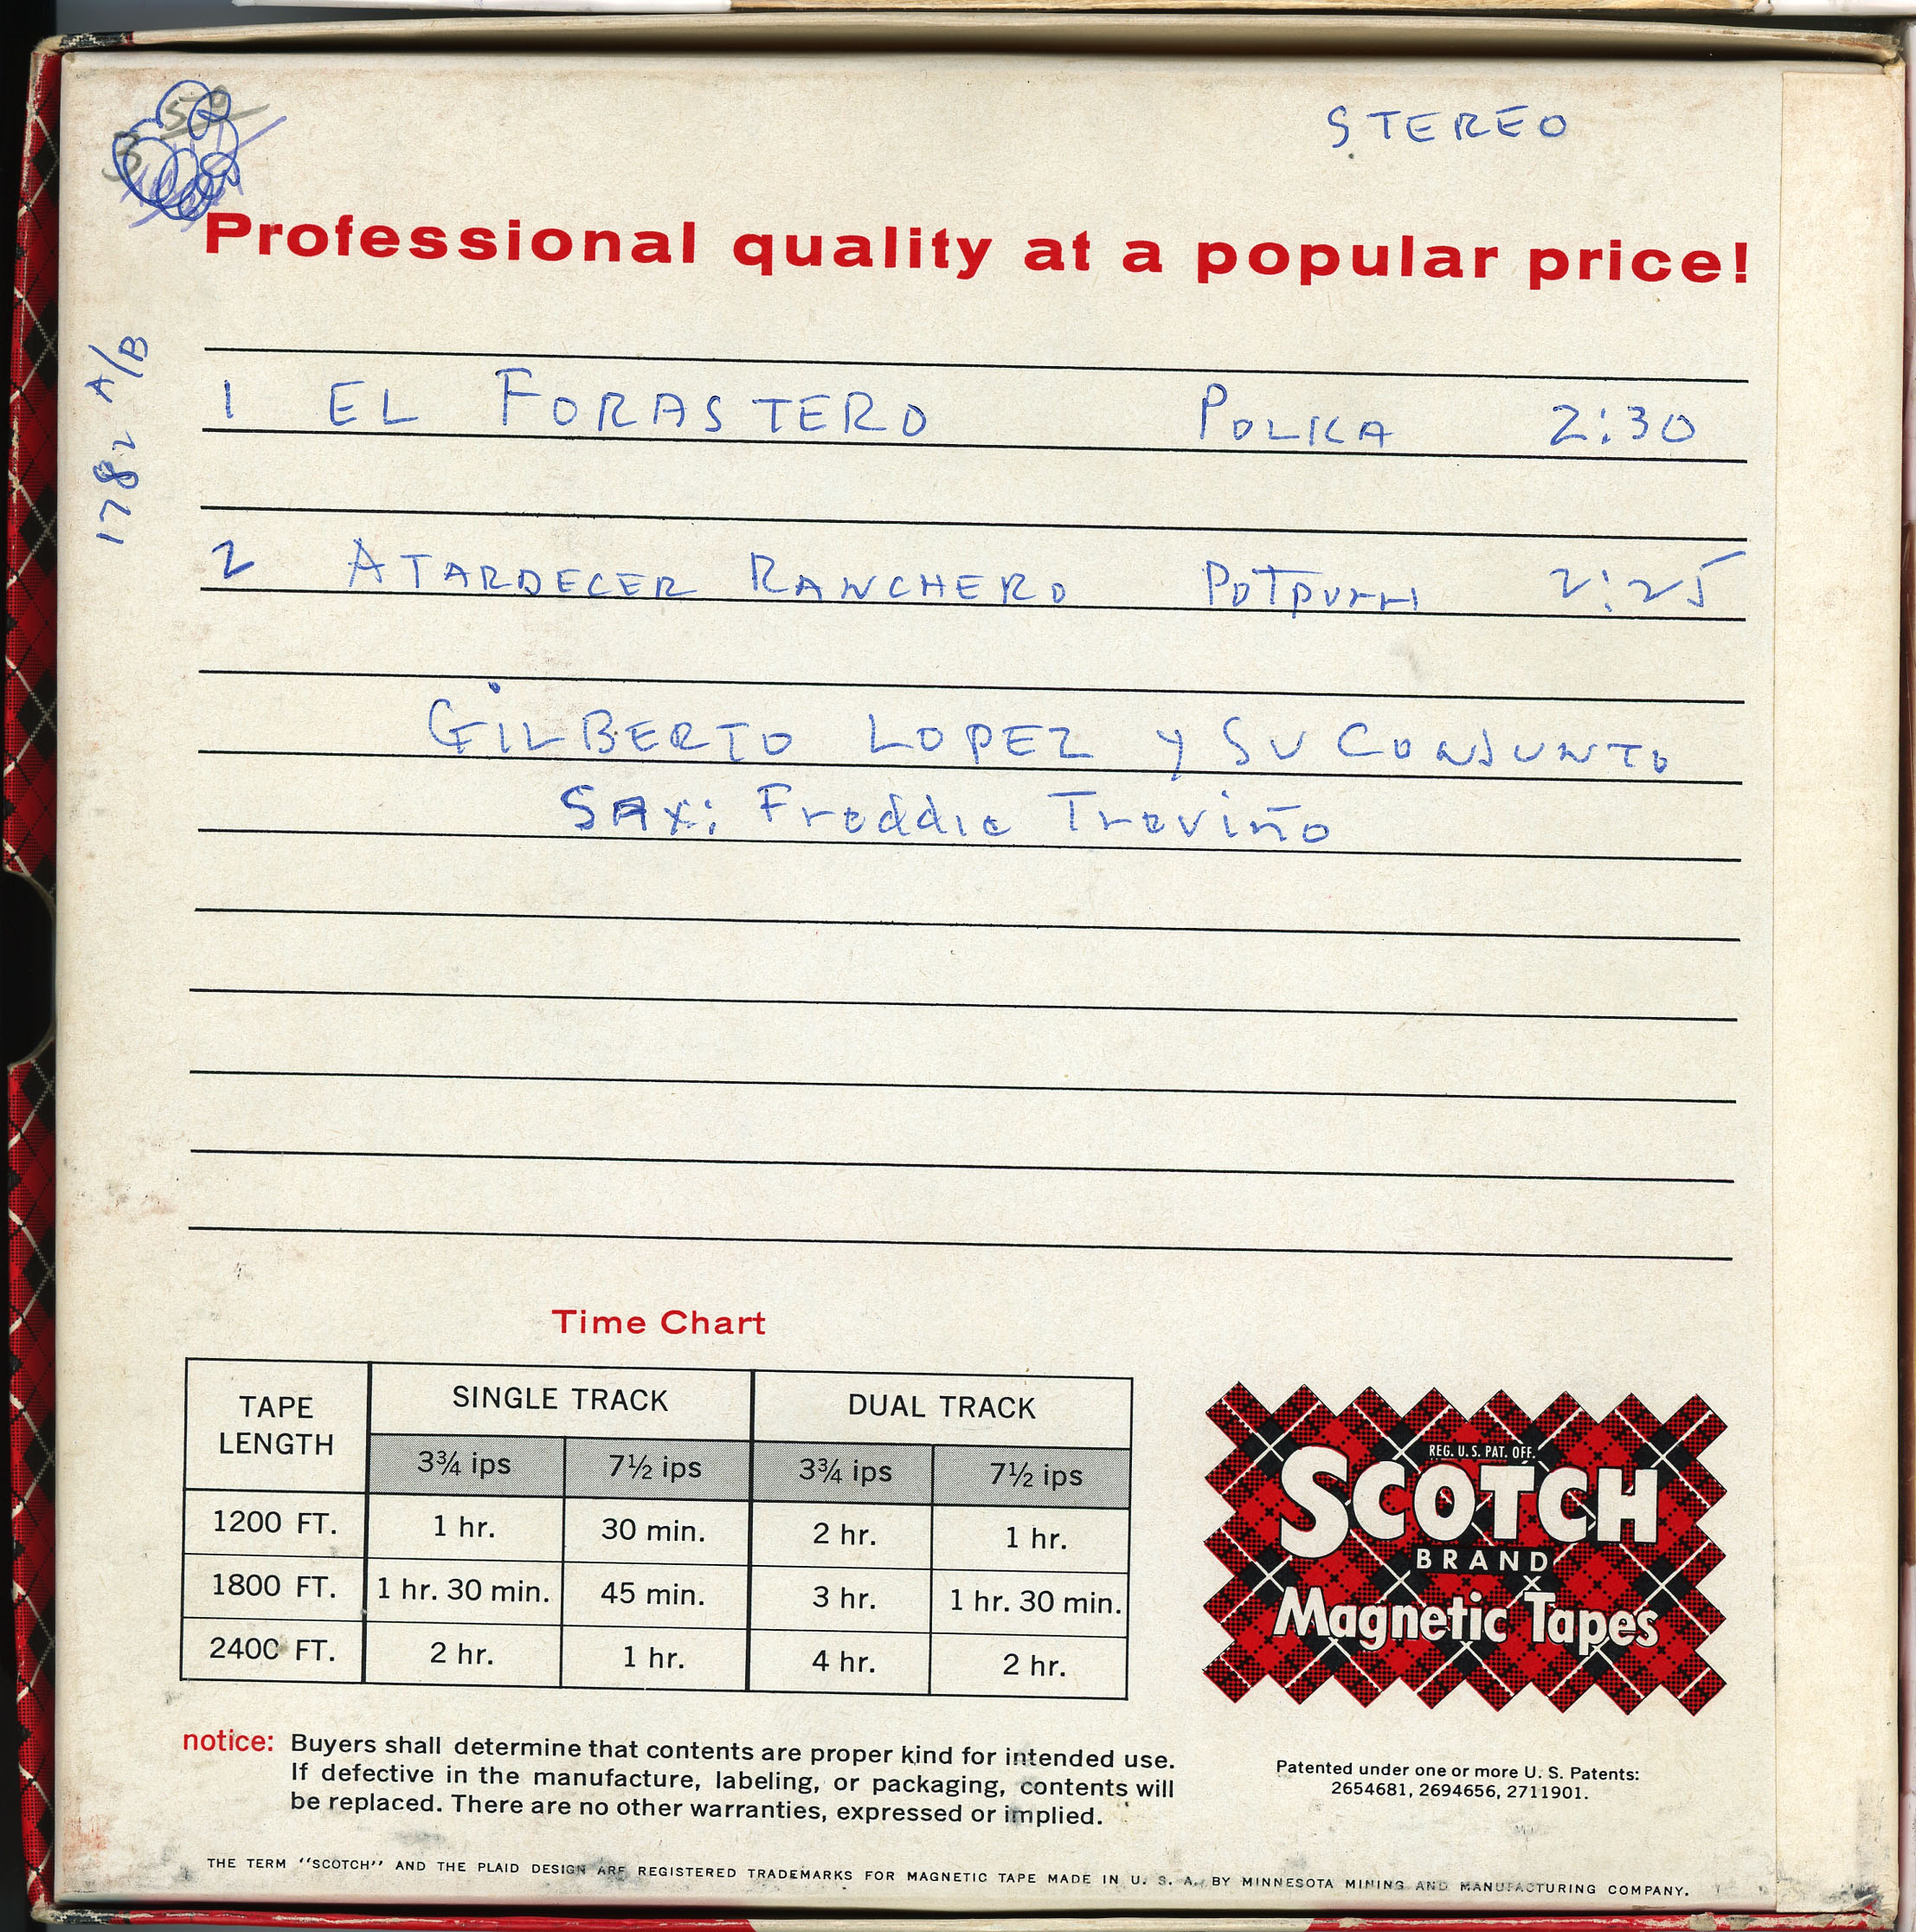 STEREO
Professional quality at a popular price!
1782 A/B
1 EL FORASTERO POLKA 2:30
2 ATARDECER RANCHERO POTPURRI 2:25
GILBERTO LOPEZ Y SU CONJUNTO
SAX: Freddie Treviño
Time Chart
TAPE LENGTH SINGLE TRACK DUAL TRACK
3¾ ips 7½ ips 3¾ ips 7½ ips
1200 FT. 1 hr. 30 min. 2 hr. 1 hr.
1800 FT. 1 hr. 30 min. 45 min. 3 hr. 1 hr. 30 min.
2400 FT. 2 hr. 1 hr. 4 hr. 2 hr.
REG. U.S. PAT. OFF.
SCOTCH
BRAND
Magnetic Tapes
notice: Buyers shall determine that contents are proper kind for intended use.
If defective in the manufacture, labeling, or packaging, contents will
be replaced. There are no other warranties, expressed or implied.
Patented under one or more U. S. Patents:
2654681, 2694656, 2711901.
THE TERM "SCOTCH" AND THE PLAID DESIGN ARE REGISTERED TRADEMARKS FOR MAGNETIC TAPE MADE IN U. S. A. BY MINNESOTA MINING AND MANUFACTURING COMPANY.